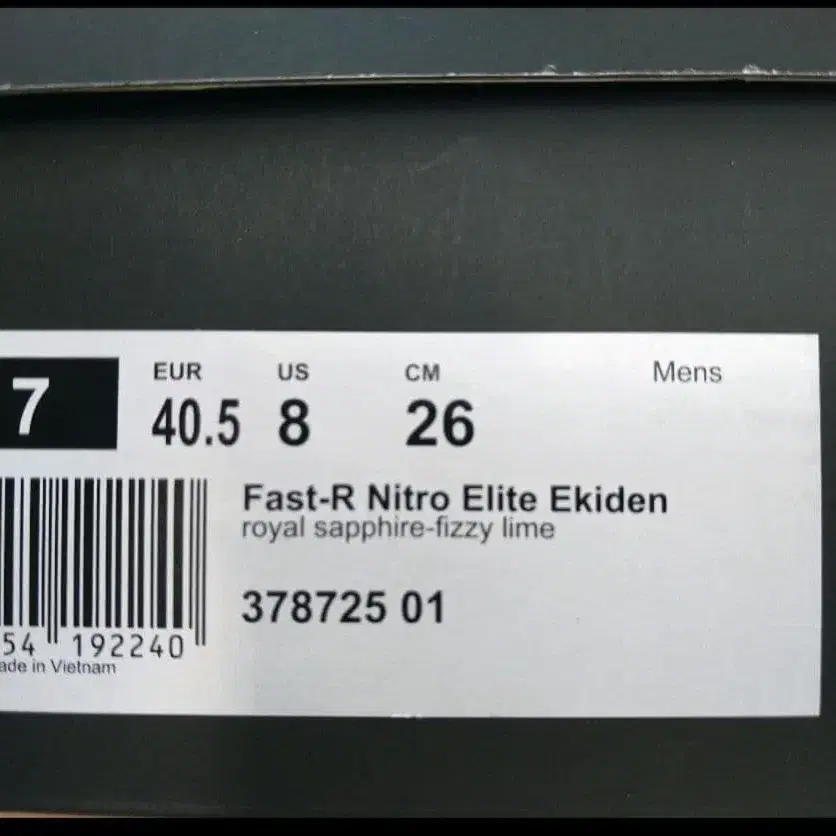 EUR US CM Mens
7 40.5 8 26
Fast-R Nitro Elite Ekiden
royal sapphire-fizzy lime
378725 01
54 192240
ade in Vietnam